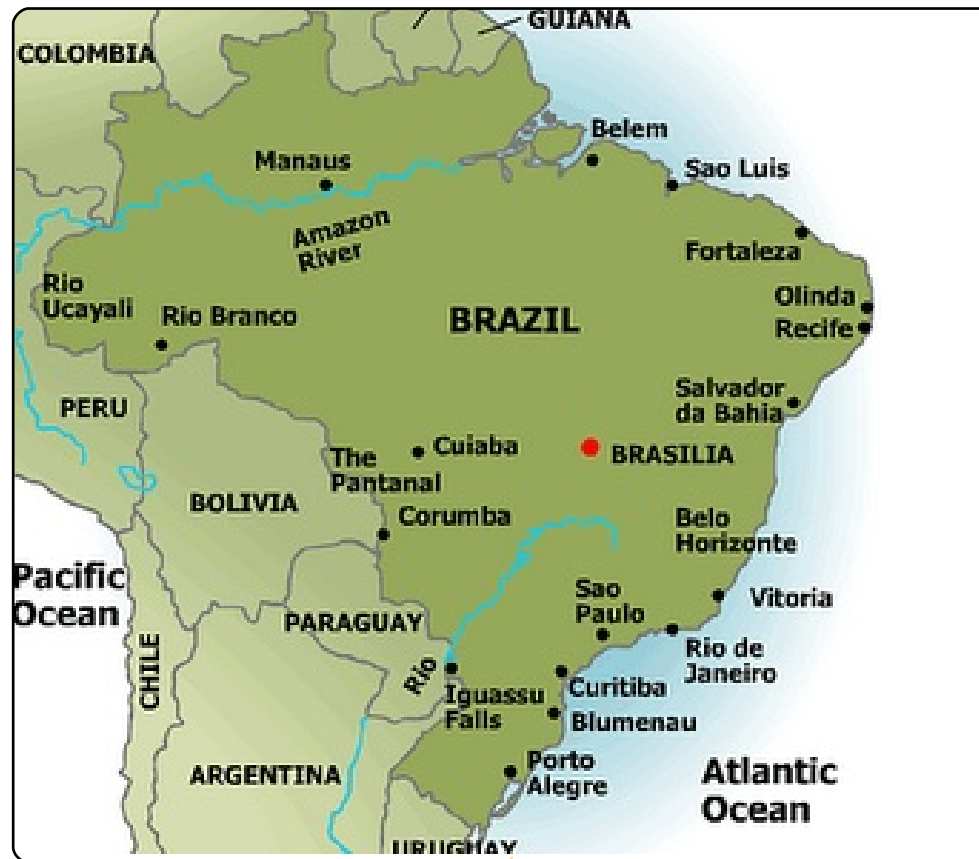 GUIANA
COLOMBIA
Belem
Manaus
Sao Luis
Amazon
River
Fortaleza
Rio
Ucayali
Rio Branco
BRAZIL
Olinda
Recife
PERU
Salvador
da Bahia
Cuiaba
BRASILIA
The
Pantanal
BOLIVIA
Corumba
Belo
Horizonte
Pacific
Ocean
Sao
Paulo
Vitoria
PARAGUAY
CHILE
Rio
Rio de
Janeiro
Iguassu
Falls
Curitiba
Blumenau
ARGENTINA
Porto
Alegre
Atlantic
Ocean
URUGUAY